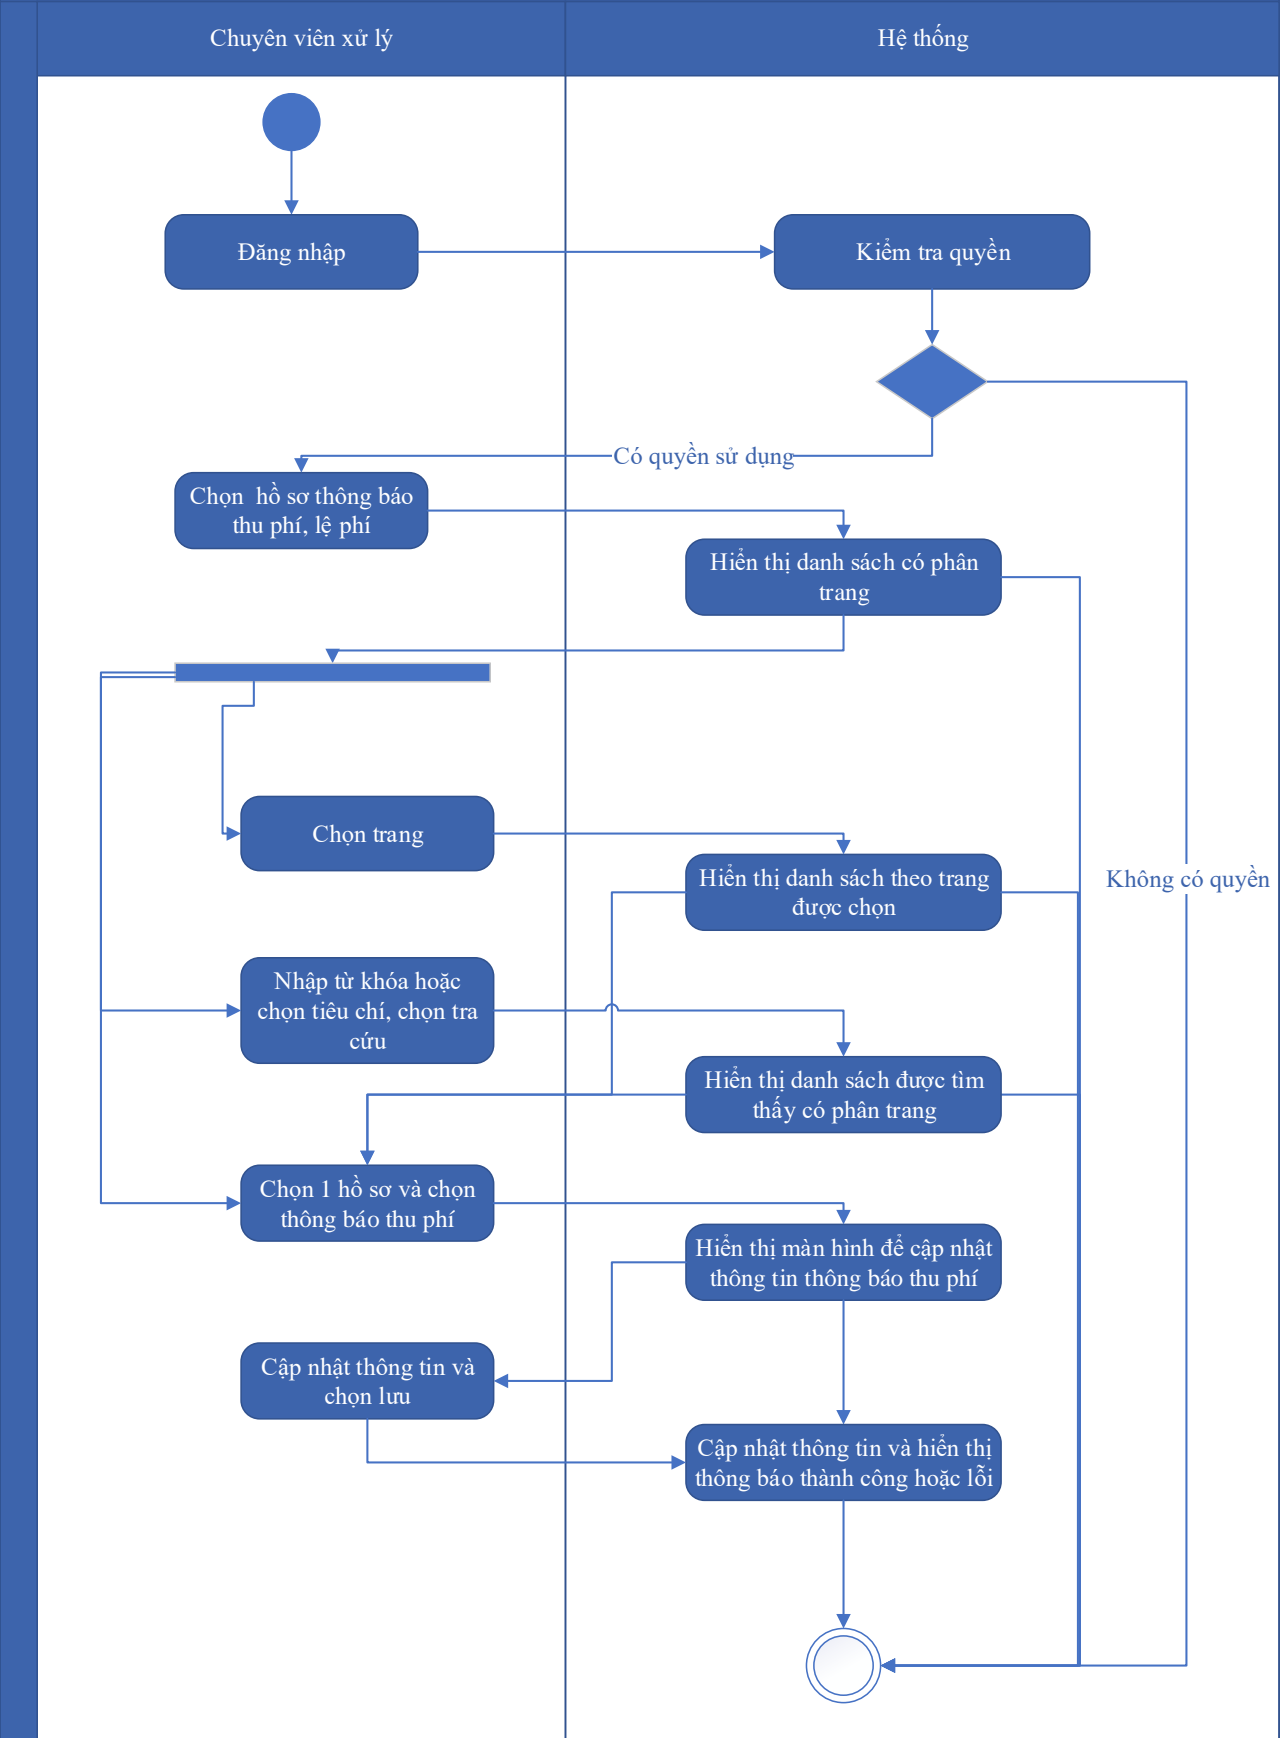 Chuyên viên xử lý
Hệ thống
Đăng nhập
Kiểm tra quyền
Có quyền sử dụng
Chọn  hồ sơ thông báo
thu phí, lệ phí
Hiển thị danh sách có phân
trang
Chọn trang
Hiển thị danh sách theo trang
được chọn
Không có quyền
Nhập từ khóa hoặc
chọn tiêu chí, chọn tra
cứu
Hiển thị danh sách được tìm
thấy có phân trang
Chọn 1 hồ sơ và chọn
thông báo thu phí
Hiển thị màn hình để cập nhật
thông tin thông báo thu phí
Cập nhật thông tin và
chọn lưu
Cập nhật thông tin và hiển thị
thông báo thành công hoặc lỗi